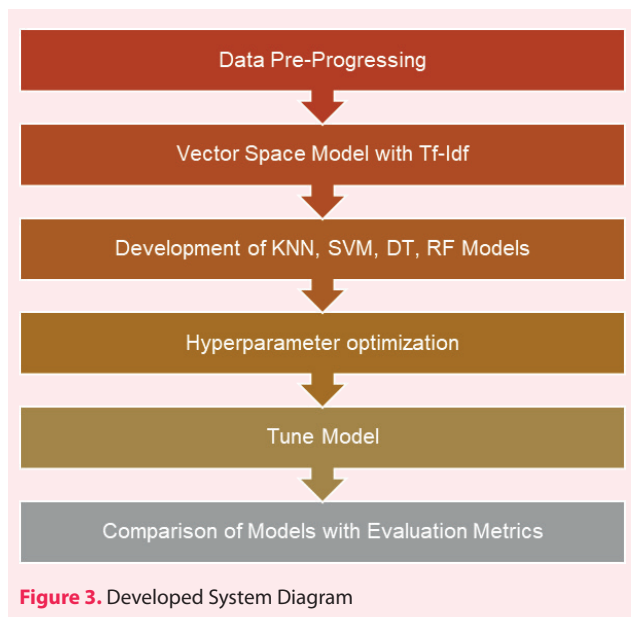 Data Pre-Progressing
Vector Space Model with Tf-Idf
Development of KNN, SVM, DT, RF Models
Hyperparameter optimization
Tune Model
Comparison of Models with Evaluation Metrics
Figure 3. Developed System Diagram